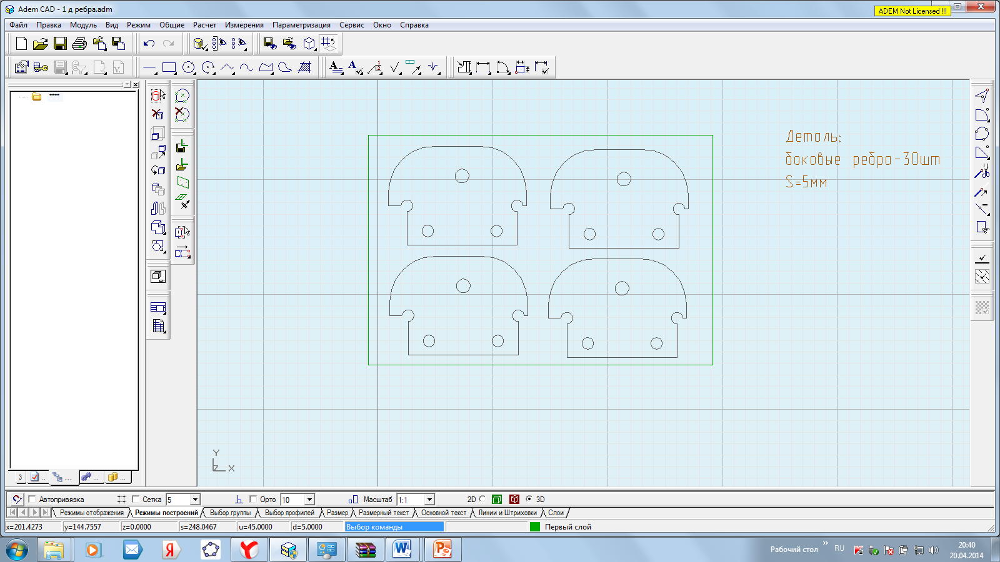 Adem CAD - 1 д ребра.adm
ADEM Not Licensed !!!
Файл Правка Модуль Вид Режим Общие Расчет Измерения Параметризация Сервис Окно Справка
Деталь:
боковые ребра-30шт
S=5мм
Y
Z X
3
Автопривязка Сетка 5 Орто 10 Масштаб 1:1 2D 3D
Режимы отображения Режимы построений Выбор группы Выбор профилей Размер Размерный текст Основной текст Линии и Штриховки Слои
x=201.4273 y=144.7557 z=0.0000 s=248.0467 u=45.0000 d=5.0000 Выбор команды Первый слой
Рабочий стол RU 20:40
20.04.2014